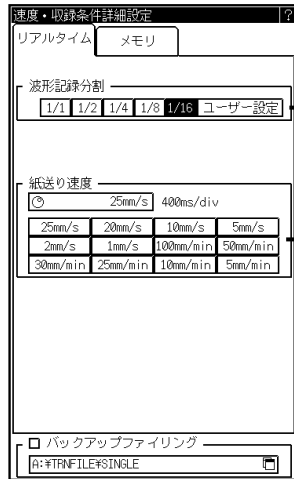 速度・収録条件詳細設定 ?
リアルタイム メモリ
波形記録分割
1/1 1/2 1/4 1/8 1/16 ユーザー設定
紙送り速度
25mm/s 400ms/div
25mm/s 20mm/s 10mm/s 5mm/s
2mm/s 1mm/s 100mm/min 50mm/min
30mm/min 25mm/min 10mm/min 5mm/min
バックアップファイリング
A:¥TRNFILE¥SINGLE